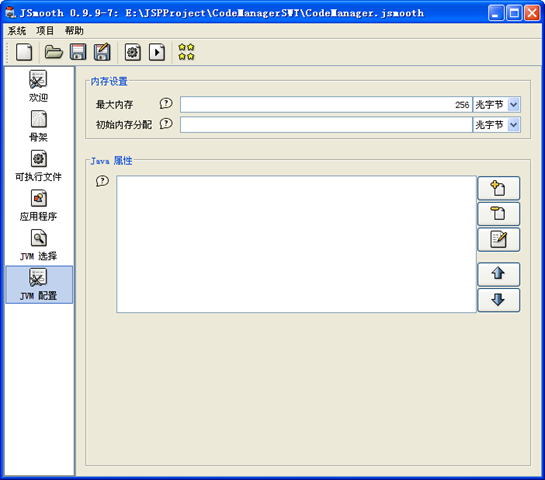 JSmooth 0.9.9-7: E:\JSPProject\CodeManagerSWT\CodeManager.jsmooth
系统 项目 帮助
欢迎
骨架
可执行文件
应用程序
JVM 选择
JVM 配置
内存设置
最大内存 256 兆字节
初始内存分配 兆字节
Java 属性